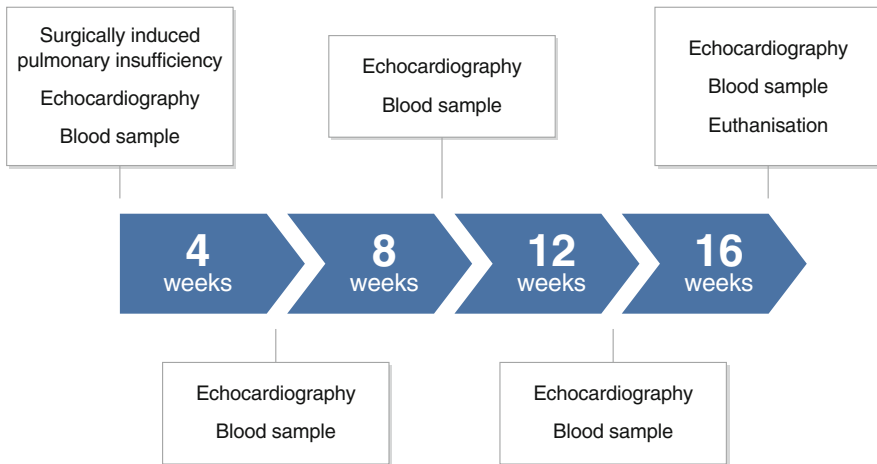 Surgically induced
pulmonary insufficiency
Echocardiography
Blood sample
Echocardiography
Blood sample
Echocardiography
Blood sample
Euthanisation
4
weeks
8
weeks
12
weeks
16
weeks
Echocardiography
Blood sample
Echocardiography
Blood sample